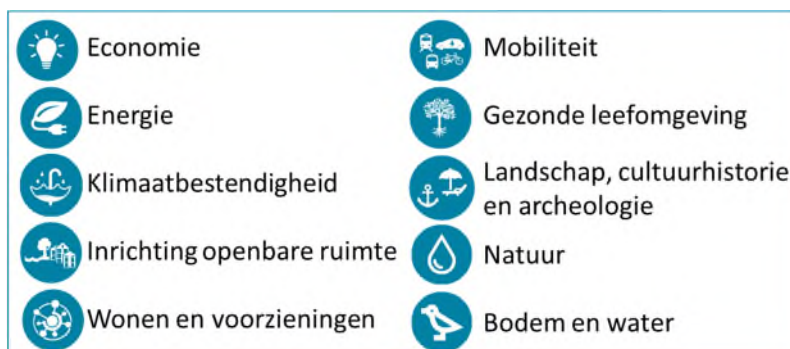 Economie
Energie
Klimaatbestendigheid
Inrichting openbare ruimte
Wonen en voorzieningen
Mobiliteit
Gezonde leefomgeving
Landschap, cultuurhistorie
en archeologie
Natuur
Bodem en water